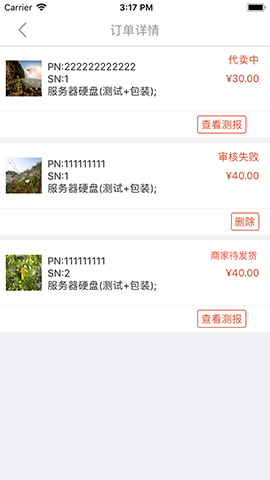 Carrier 3:17 PM
订单详情
PN:222222222222 代卖中
SN:1 ¥30.00
服务器硬盘(测试+包装);
查看测报
PN:111111111 审核失败
SN:1 ¥40.00
服务器硬盘(测试+包装);
删除
PN:111111111 商家待发货
SN:2 ¥40.00
服务器硬盘(测试+包装);
查看测报